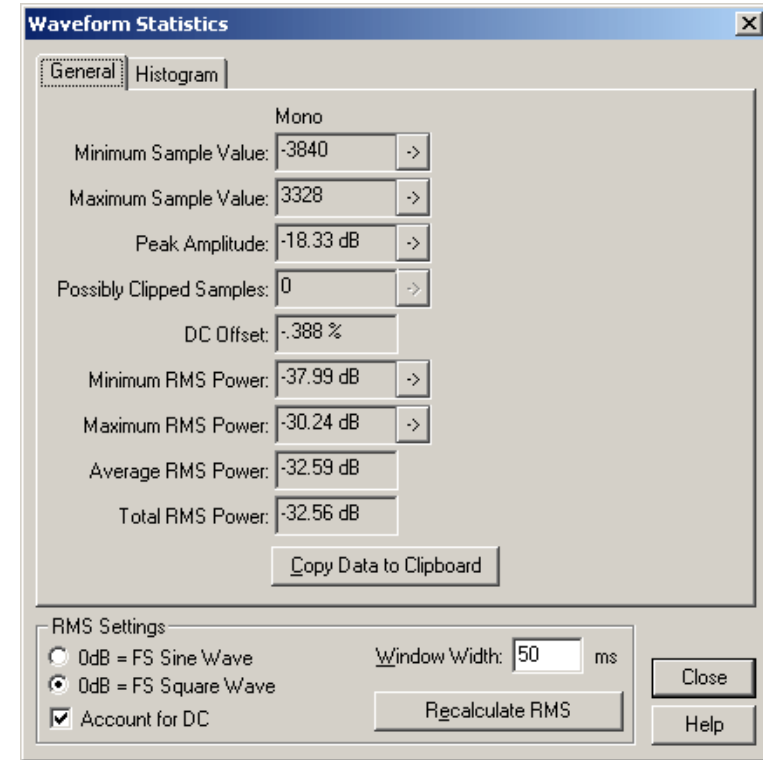 Waveform Statistics
General Histogram
Mono
Minimum Sample Value: -3840 ->
Maximum Sample Value: 3328 ->
Peak Amplitude: -18.33 dB ->
Possibly Clipped Samples: 0 ->
DC Offset: -.388 %
Minimum RMS Power: -37.99 dB ->
Maximum RMS Power: -30.24 dB ->
Average RMS Power: -32.59 dB
Total RMS Power: -32.56 dB
Copy Data to Clipboard
RMS Settings
0dB = FS Sine Wave
0dB = FS Square Wave
Account for DC
Window Width: 50 ms
Recalculate RMS
Close
Help